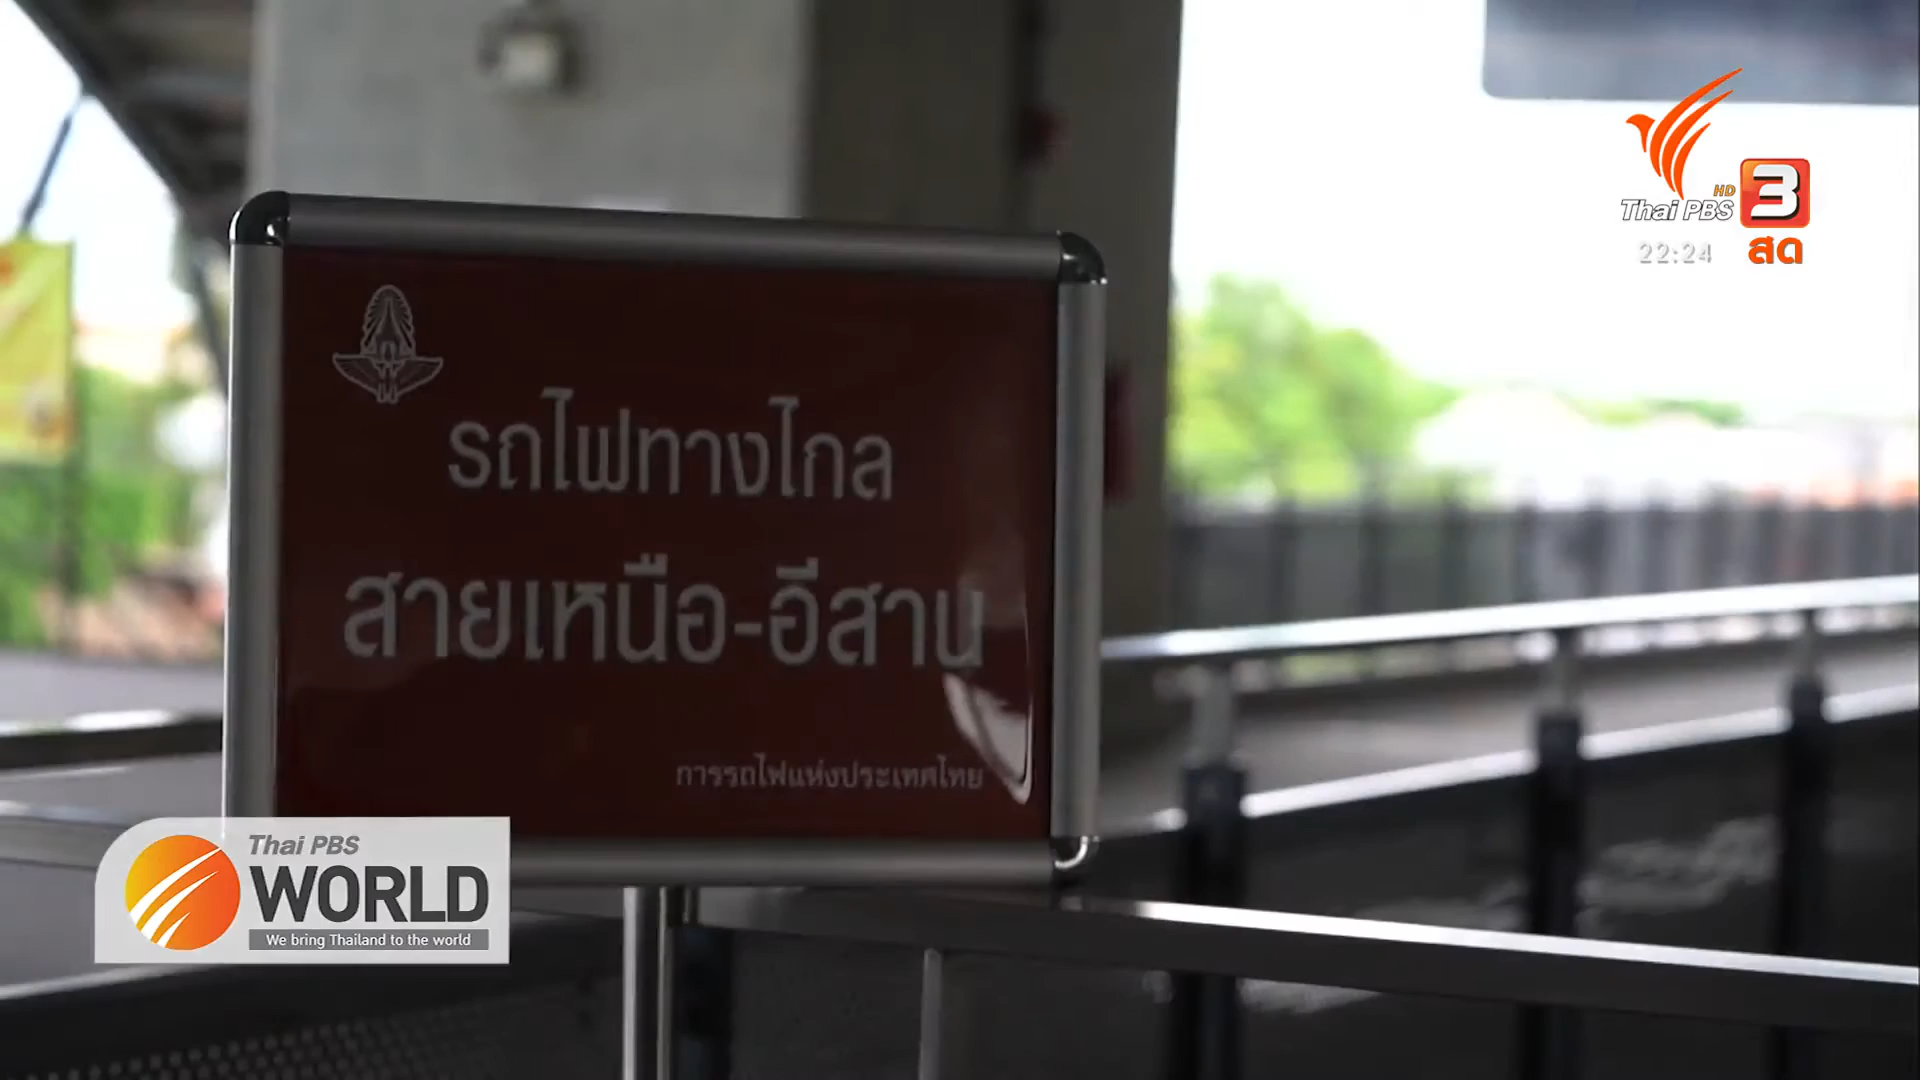 HD
Thai PBS 3
22:24 สด
รถไฟทางไกล
สายเหนือ-อีสาน
การรถไฟแห่งประเทศไทย
Thai PBS
WORLD
We bring Thailand to the world